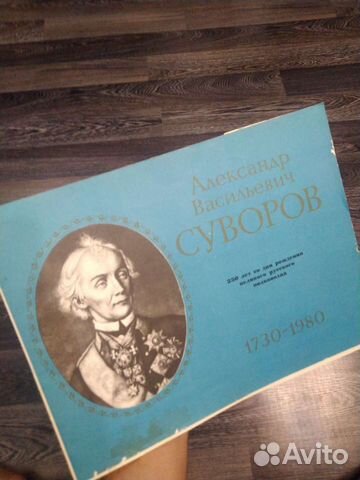 Александр
Васильевич
СУВОРОВ
250 лет со дня рождения
великого русского
полководца
1730-1980
Avito